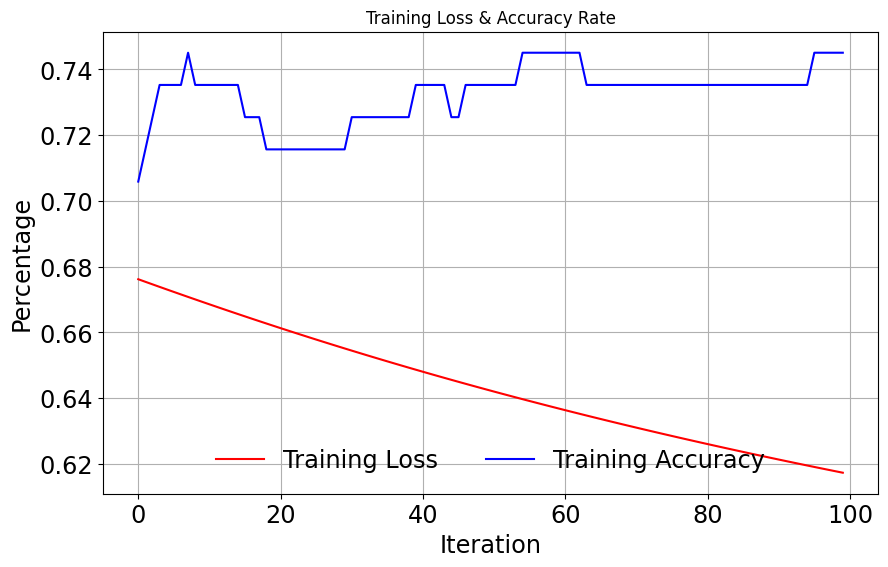 Training Loss & Accuracy Rate
0.74
0.72
0.70
0.68
0.66
0.64
0.62
Percentage
Training Loss
Training Accuracy
0 20 40 60 80 100
Iteration